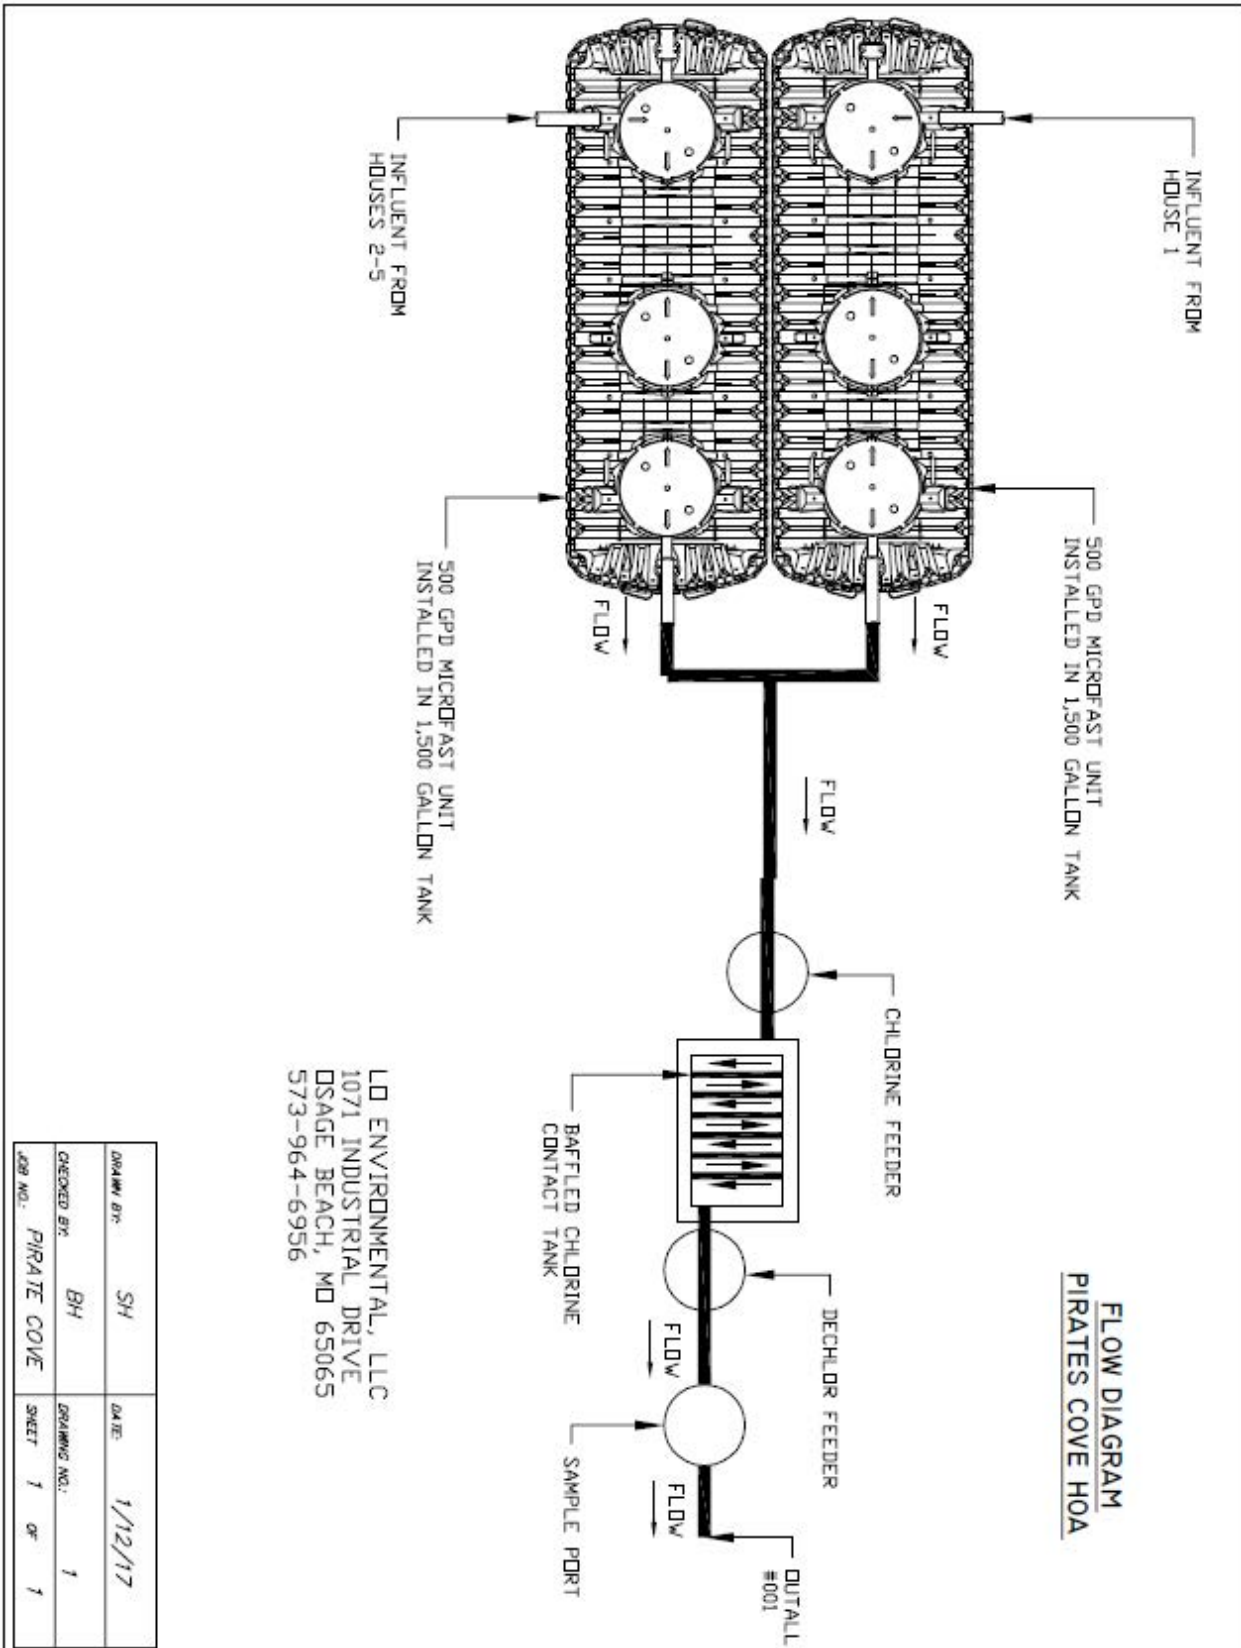 FLOW DIAGRAM
PIRATES COVE HOA
INFLUENT FROM
HOUSE 1
500 GPD MICROFAST UNIT
INSTALLED IN 1,500 GALLON TANK
FLOW
FLOW
CHLORINE FEEDER
DECHLOR FEEDER
OUTALL
#001
FLOW
FLOW
FLOW
INFLUENT FROM
HOUSES 2-5
500 GPD MICROFAST UNIT
INSTALLED IN 1,500 GALLON TANK
BAFFLED CHLORINE
CONTACT TANK
SAMPLE PORT
LO ENVIRONMENTAL, LLC
1071 INDUSTRIAL DRIVE
OSAGE BEACH, MO 65065
573-964-6956
DRAWN BY: SH DATE: 1/12/17
CHECKED BY: BH DRAWING NO.: 1
JOB NO.: PIRATE COVE SHEET 1 OF 1